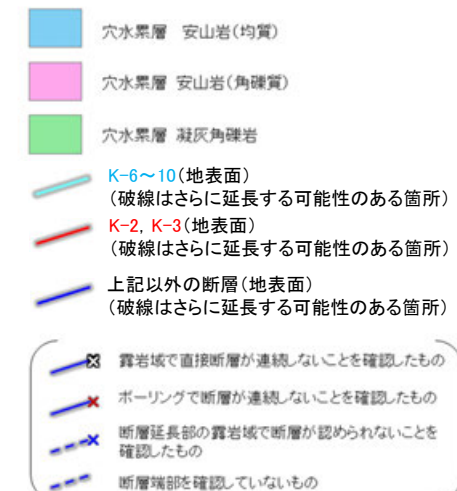 穴水累層　安山岩(均質)
穴水累層 安山岩(角礫質)
穴水累層 凝灰角礫岩
K-6～10(地表面)
(破線はさらに延長する可能性のある箇所)
K-2, K-3(地表面)
(破線はさらに延長する可能性のある箇所)
上記以外の断層(地表面)
(破線はさらに延長する可能性のある箇所)
露岩域で直接断層が連続しないことを確認したもの
ボーリングで断層が連続しないことを確認したもの
断層延長部の露岩域で断層が認められないことを
確認したもの
断層端部を確認していないもの